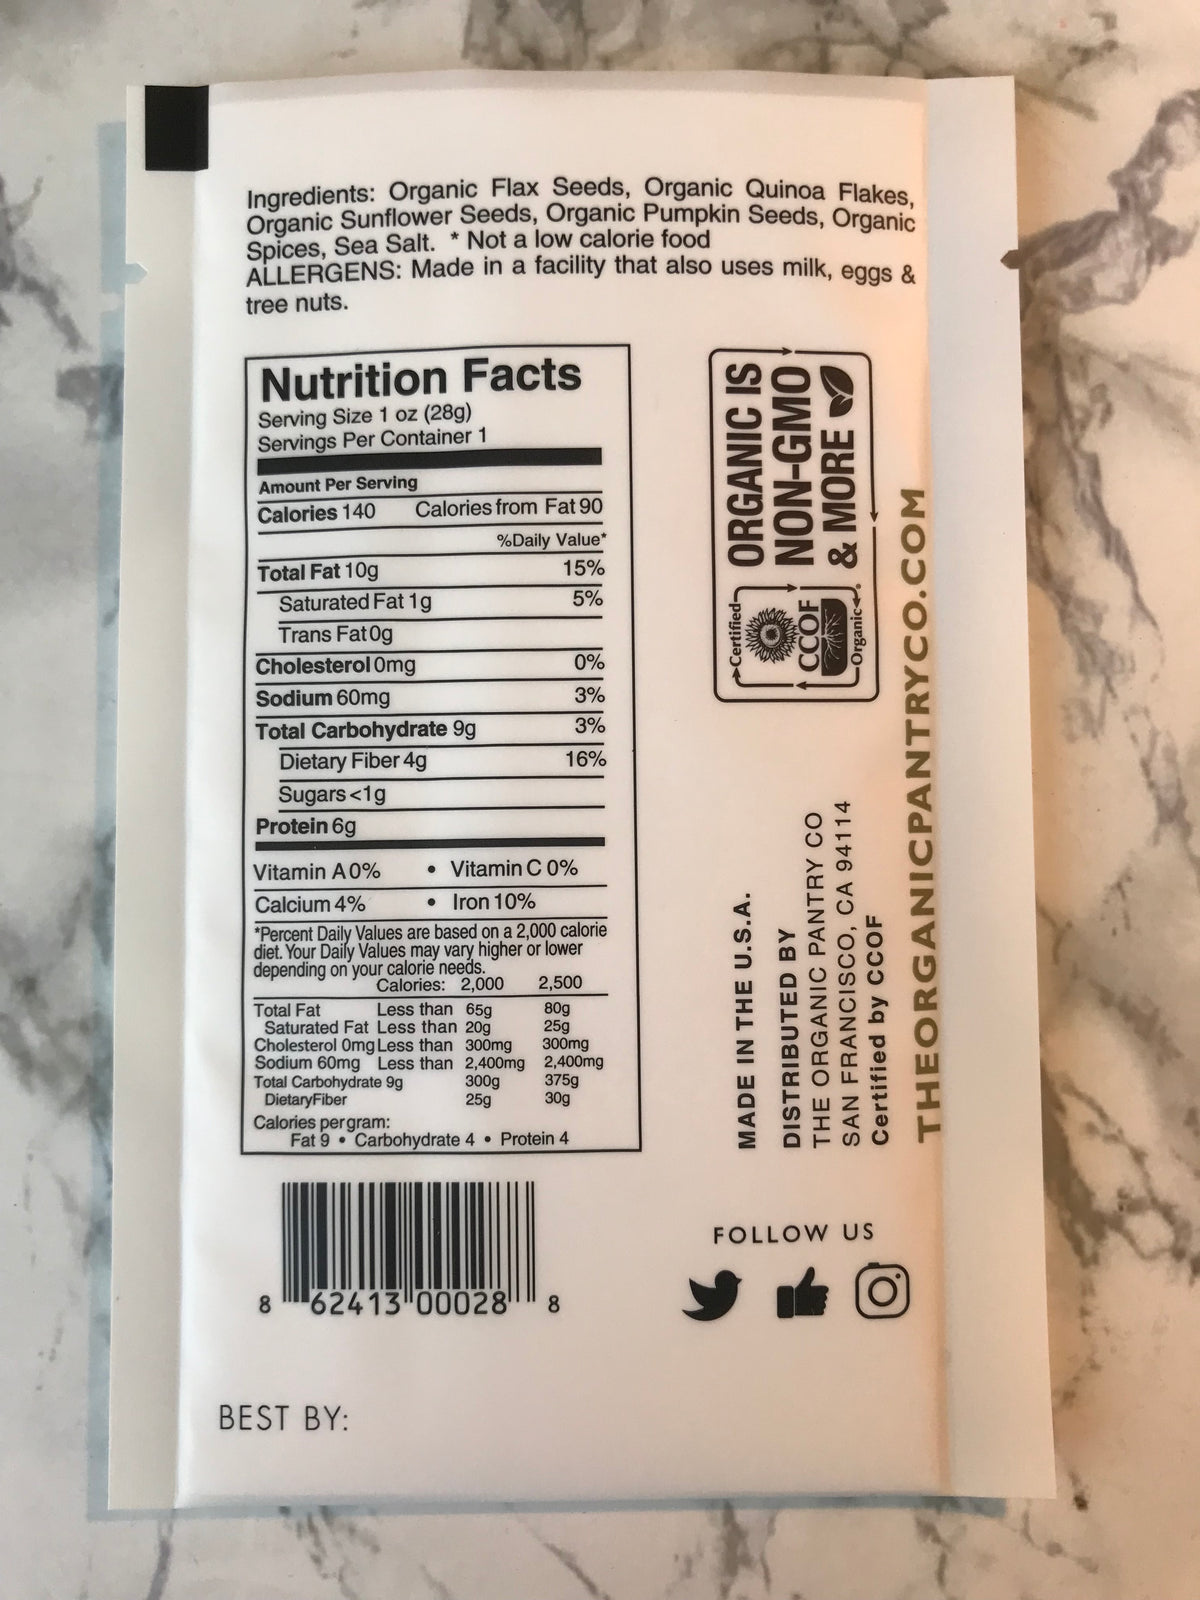 Ingredients: Organic Flax Seeds, Organic Quinoa Flakes,
Organic Sunflower Seeds, Organic Pumpkin Seeds, Organic
Spices, Sea Salt. * Not a low calorie food
ALLERGENS: Made in a facility that also uses milk, eggs &
tree nuts.
Nutrition Facts
Serving Size 1 oz (28g)
Servings Per Container 1
Amount Per Serving
Calories 140 Calories from Fat 90
%Daily Value*
Total Fat 10g 15%
Saturated Fat 1g 5%
Trans Fat 0g
Cholesterol 0mg 0%
Sodium 60mg 3%
Total Carbohydrate 9g 3%
Dietary Fiber 4g 16%
Sugars <1g
Protein 6g
Vitamin A 0% • Vitamin C 0%
Calcium 4% • Iron 10%
*Percent Daily Values are based on a 2,000 calorie
diet. Your Daily Values may vary higher or lower
depending on your calorie needs.
Calories: 2,000 2,500
Total Fat Less than 65g 80g
Saturated Fat Less than 20g 25g
Cholesterol 0mg Less than 300mg 300mg
Sodium 60mg Less than 2,400mg 2,400mg
Total Carbohydrate 9g 300g 375g
DietaryFiber 25g 30g
Calories per gram:
Fat 9 • Carbohydrate 4 • Protein 4
8 62413 00028 8
BEST BY:
ORGANIC IS
NON-GMO
& MORE
Certified
CCOF
Organic
MADE IN THE U.S.A.
DISTRIBUTED BY
THE ORGANIC PANTRY CO
SAN FRANCISCO, CA 94114
Certified by CCOF
THEORGANICPANTRYCO.COM
FOLLOW US